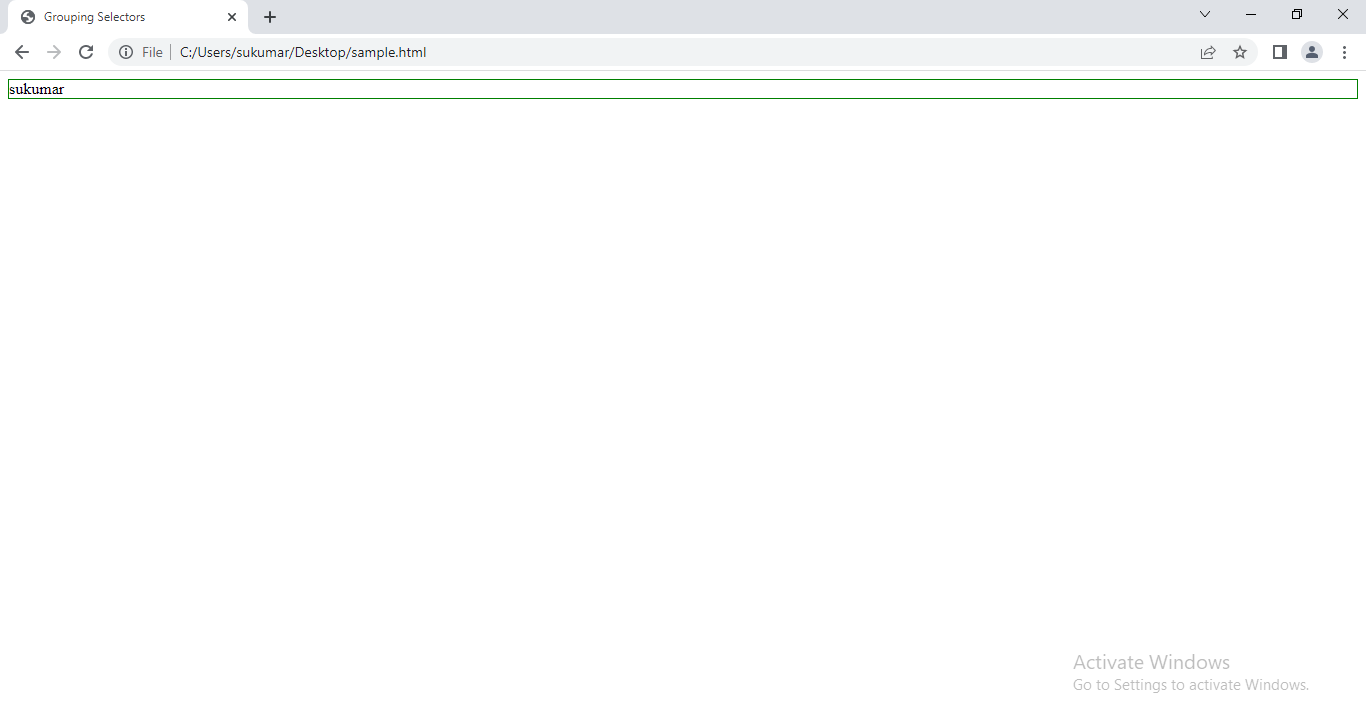 Grouping Selectors
File C:/Users/sukumar/Desktop/sample.html
sukumar
Activate Windows
Go to Settings to activate Windows.